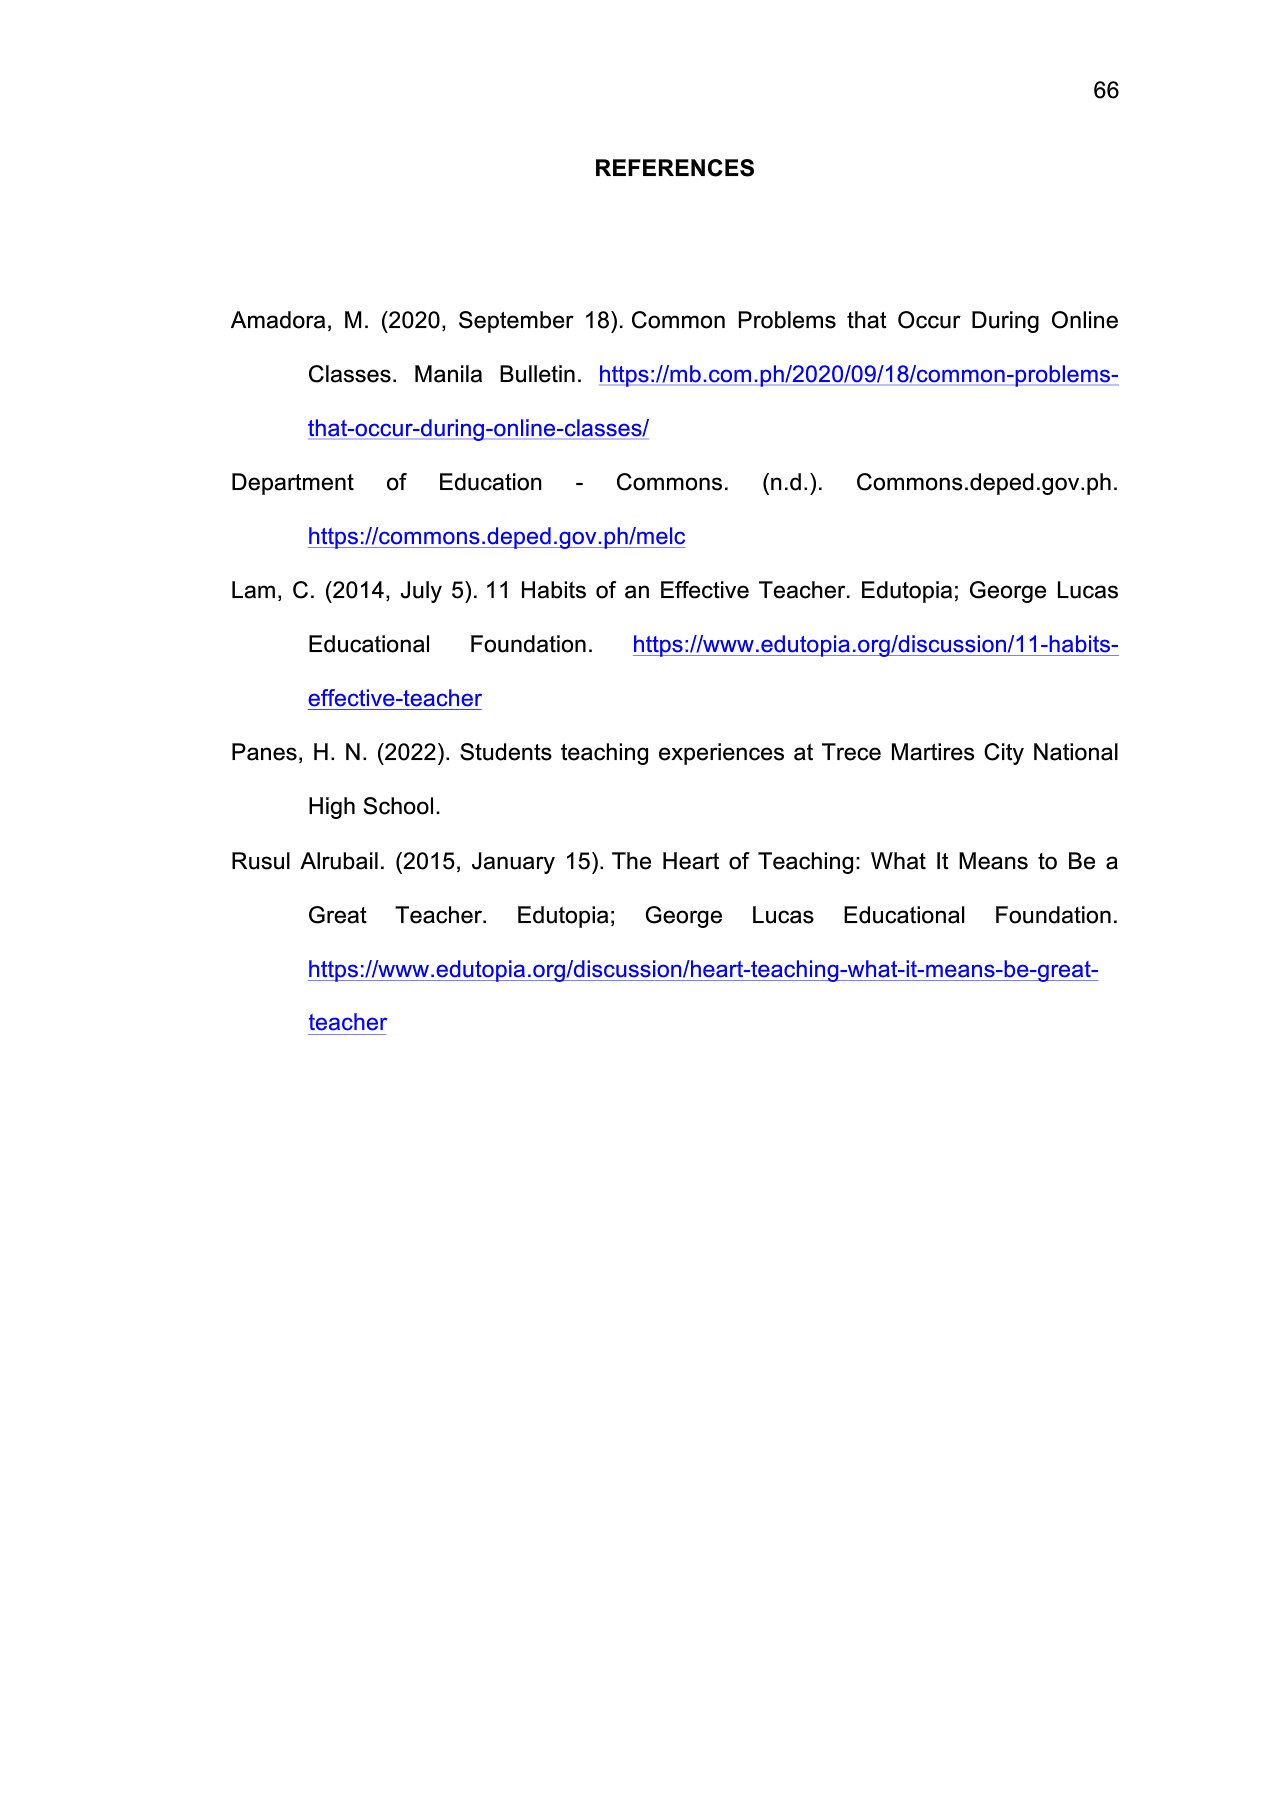 66
REFERENCES
Amadora, M. (2020, September 18). Common Problems that Occur During Online
Classes. Manila Bulletin. https://mb.com.ph/2020/09/18/common-problems-
that-occur-during-online-classes/
Department of Education - Commons. (n.d.). Commons.deped.gov.ph.
https://commons.deped.gov.ph/melc
Lam, C. (2014, July 5). 11 Habits of an Effective Teacher. Edutopia; George Lucas
Educational Foundation. https://www.edutopia.org/discussion/11-habits-
effective-teacher
Panes, H. N. (2022). Students teaching experiences at Trece Martires City National
High School.
Rusul Alrubail. (2015, January 15). The Heart of Teaching: What It Means to Be a
Great Teacher. Edutopia; George Lucas Educational Foundation.
https://www.edutopia.org/discussion/heart-teaching-what-it-means-be-great-
teacher